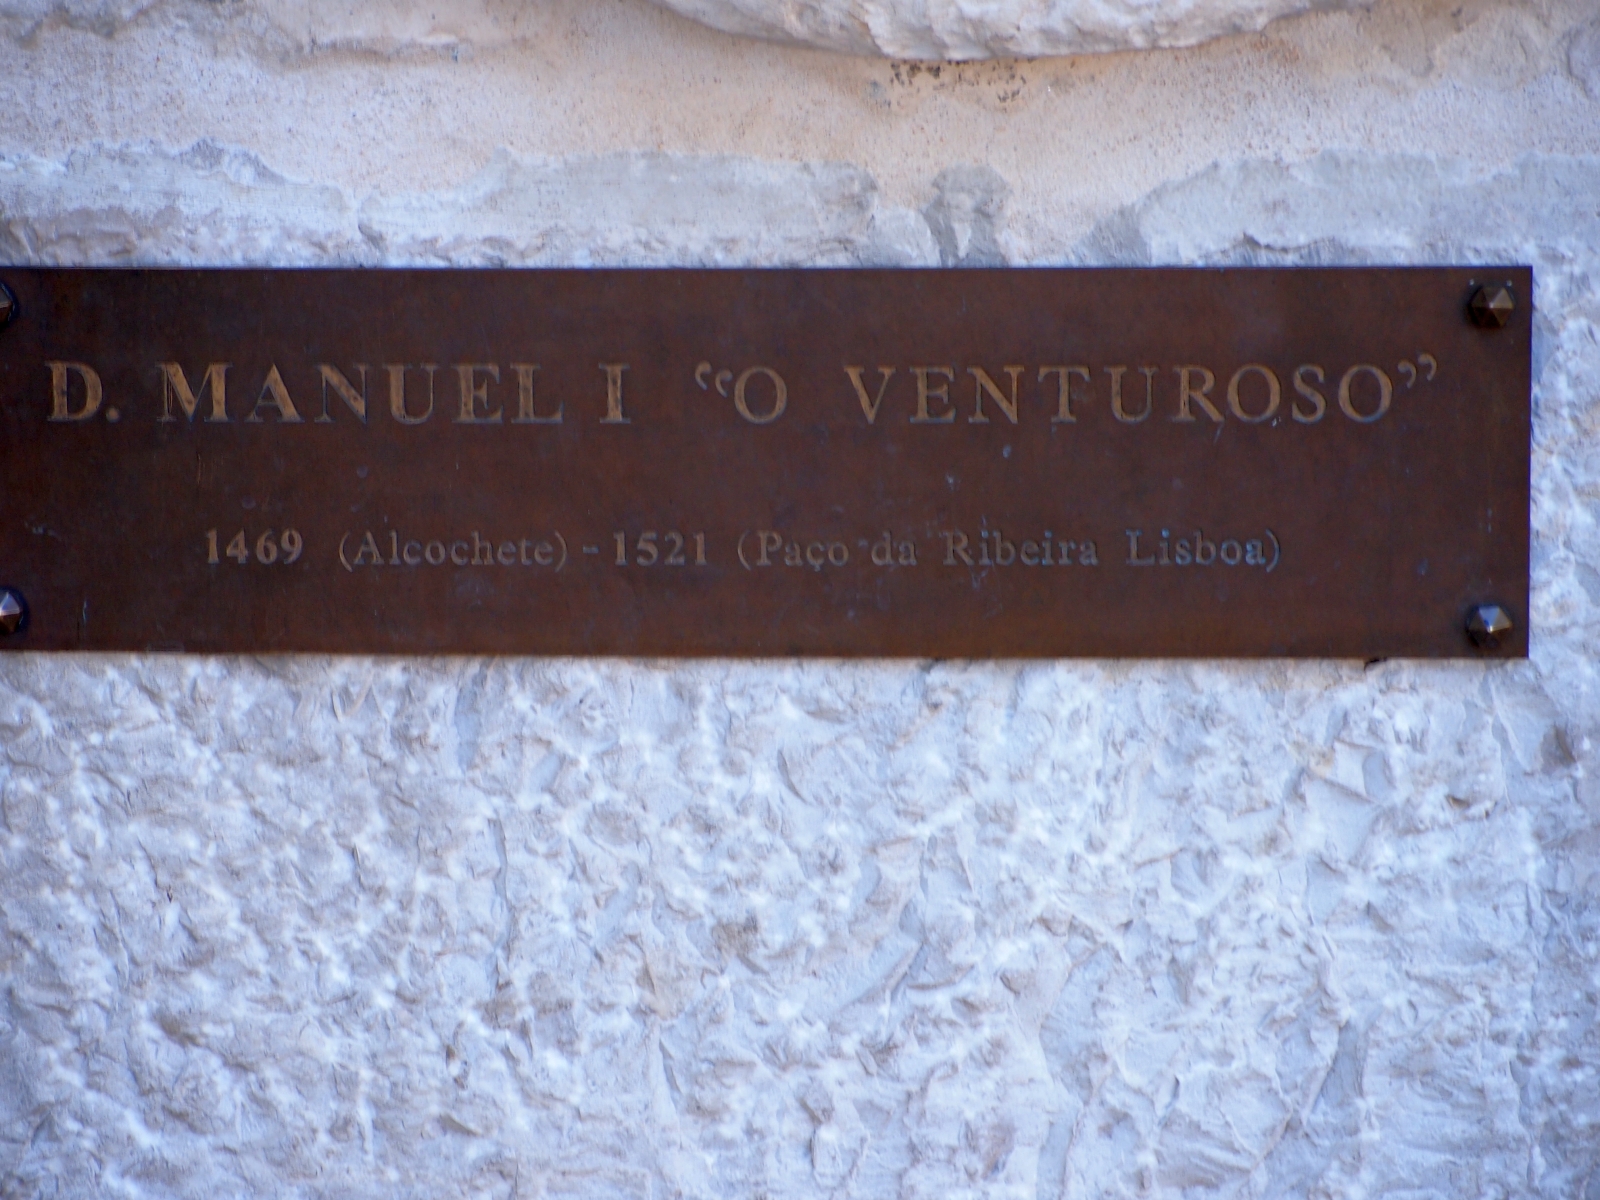 D. MANUEL I “O VENTUROSO”
1469 (Alcochete) - 1521 (Paço da Ribeira Lisboa)